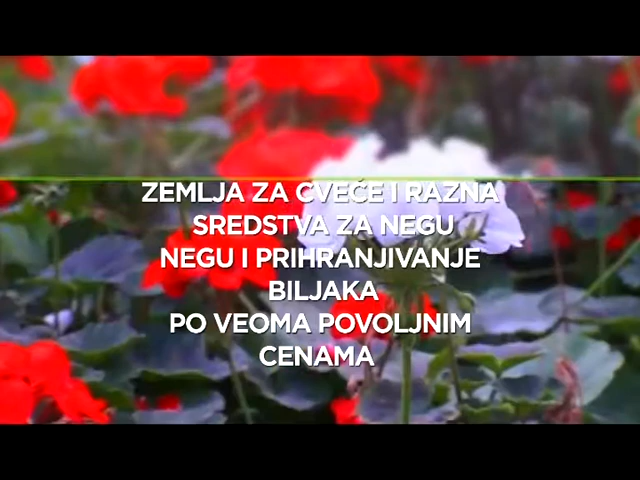 ZEMLJA ZA CVEĆE I RAZNA
SREDSTVA ZA NEGU
NEGU I PRIHRANJIVANJE
BILJAKA
PO VEOMA POVOLJNIM
CENAMA